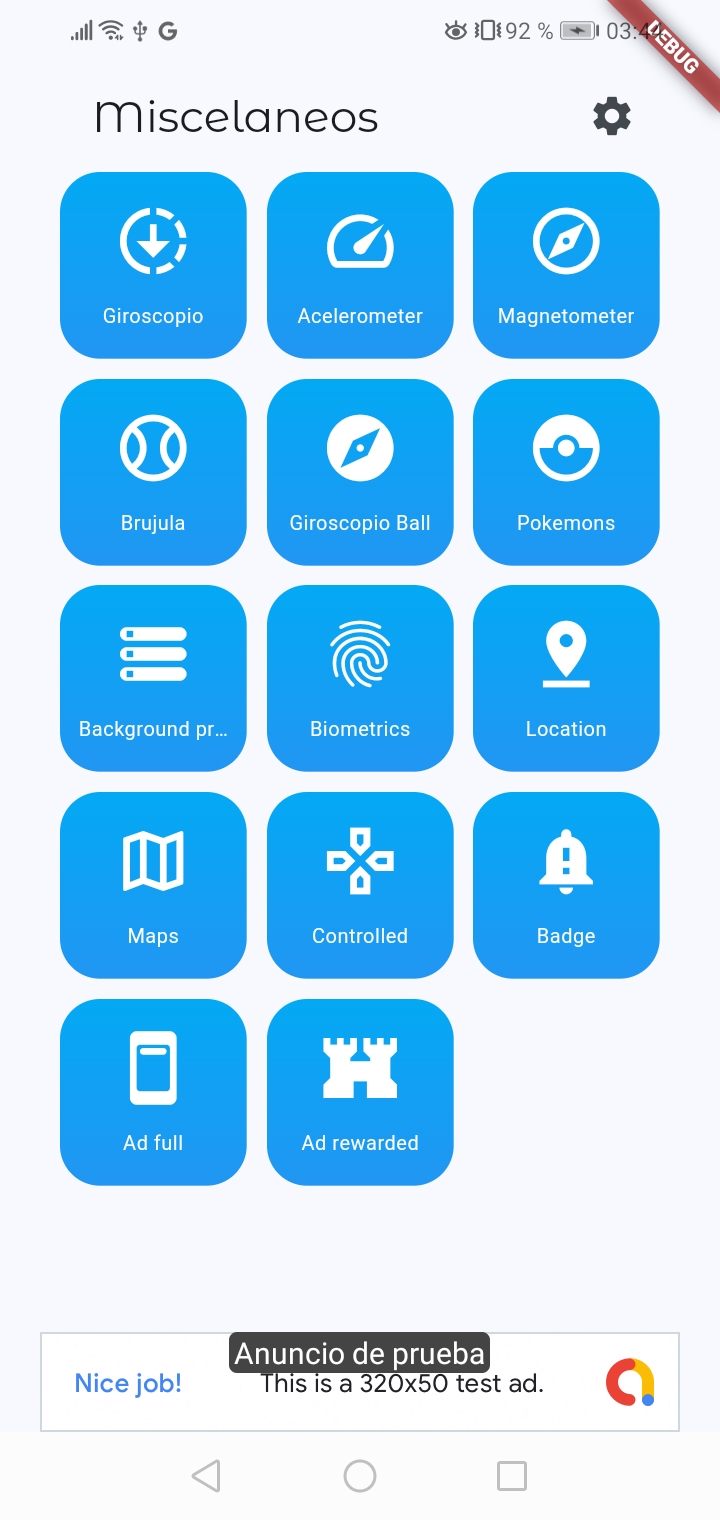 92 % 03:44
DEBUG
Miscelaneos
Giroscopio Acelerometer Magnetometer
Brujula Giroscopio Ball Pokemons
Background pr... Biometrics Location
Maps Controlled Badge
Ad full Ad rewarded
Anuncio de prueba
Nice job! This is a 320x50 test ad.